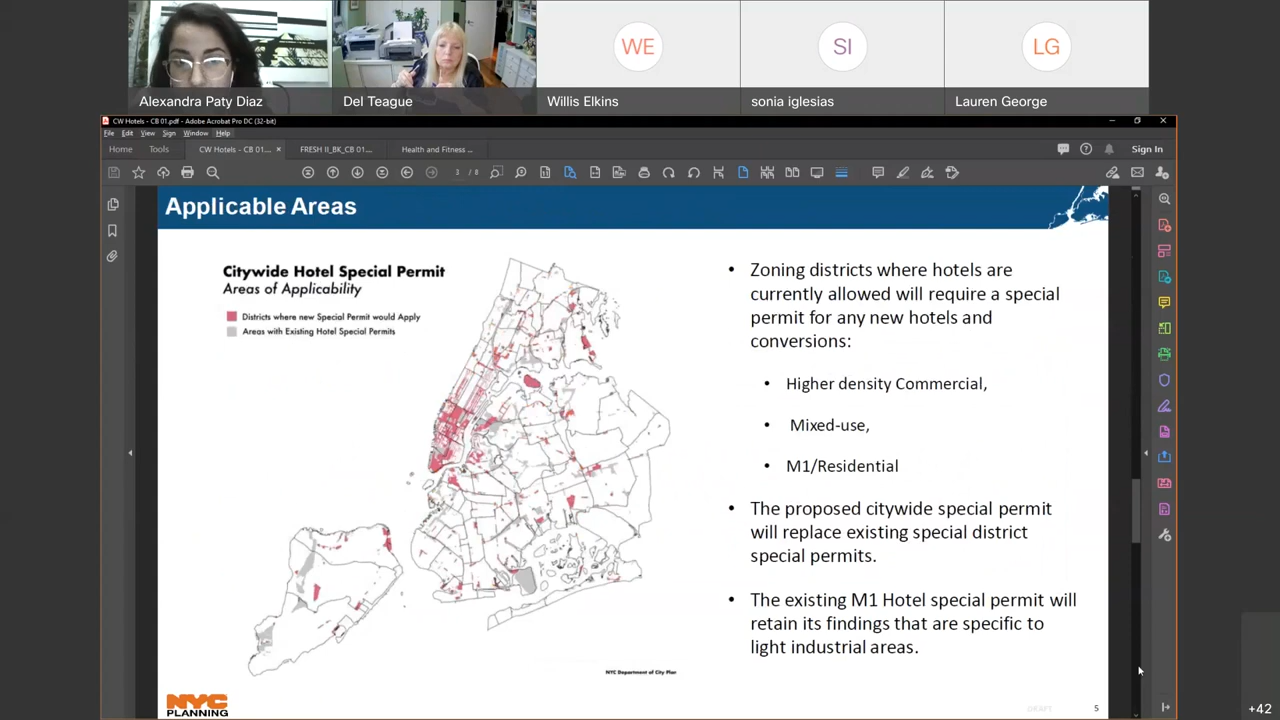 WE
SI
LG
Alexandra Paty Diaz
Del Teague
Willis Elkins
sonia iglesias
Lauren George
CW Hotels - CB 01.pdf - Adobe Acrobat Pro DC (32-bit)
File Edit View Sign Window Help
Home Tools CW Hotels - CB 01... × FRESH II_BK_CB 01... Health and Fitness ... Sign In
3 / 8
Applicable Areas
Citywide Hotel Special Permit
Areas of Applicability
Districts where new Special Permit would Apply
Areas with Existing Hotel Special Permits
NYC Department of City Plan
• Zoning districts where hotels are
currently allowed will require a special
permit for any new hotels and
conversions:
• Higher density Commercial,
• Mixed-use,
• M1/Residential
• The proposed citywide special permit
will replace existing special district
special permits.
• The existing M1 Hotel special permit will
retain its findings that are specific to
light industrial areas.
NYC
PLANNING
DRAFT
5
+42